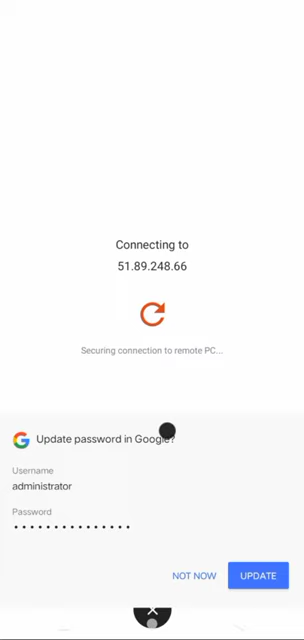 Connecting to
51.89.248.66
Securing connection to remote PC...
Update password in Google?
Username
administrator
Password
•••••••••••••••
NOT NOW
UPDATE